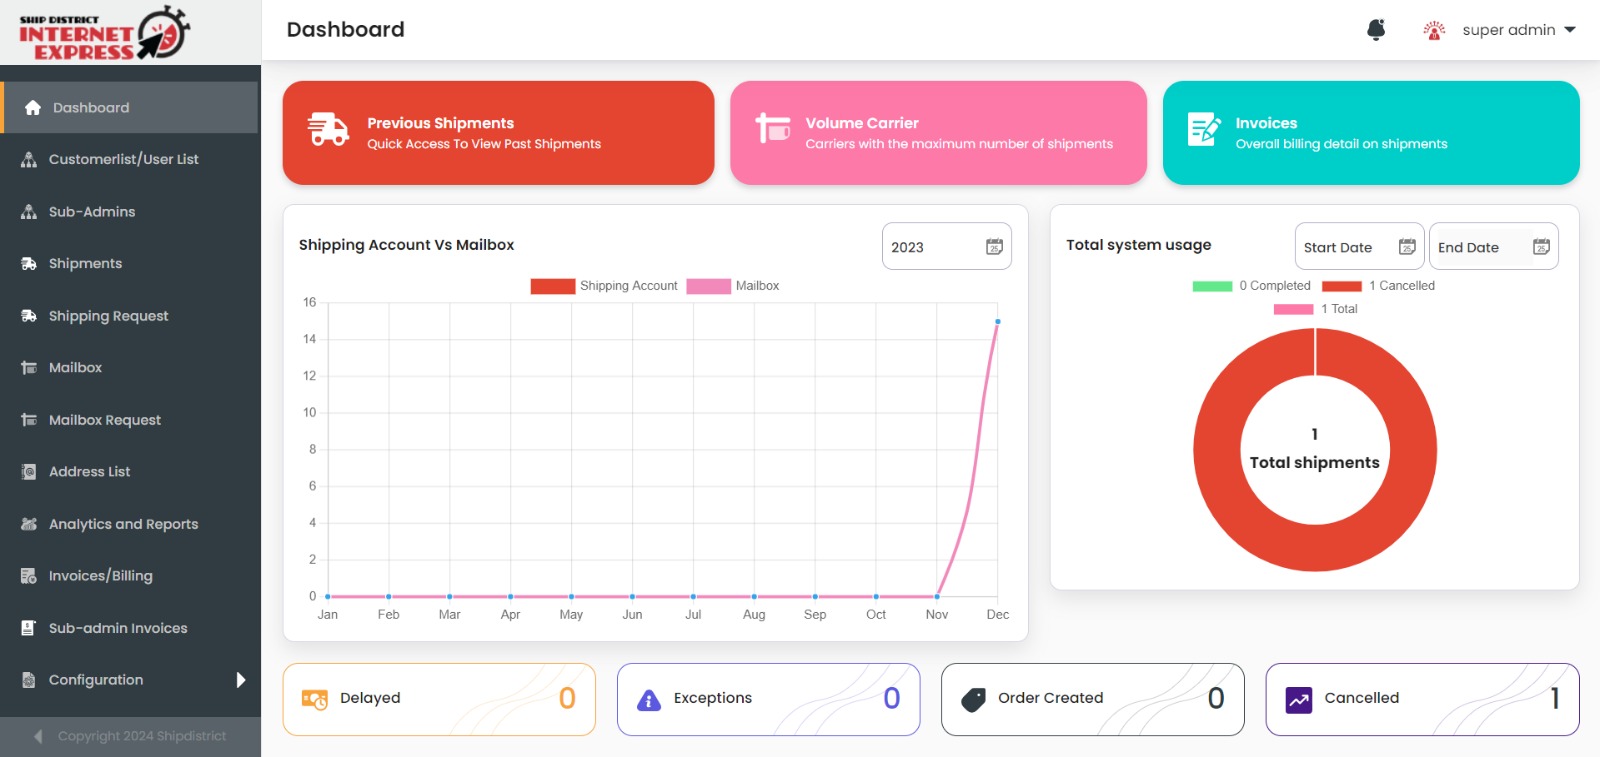 SHIP DISTRICT
INTERNET
EXPRESS
Dashboard
super admin
Dashboard
Customerlist/User List
Sub-Admins
Shipments
Shipping Request
Mailbox
Mailbox Request
Address List
Analytics and Reports
Invoices/Billing
Sub-admin Invoices
Configuration
Copyright 2024 Shipdistrict
Previous Shipments
Quick Access To View Past Shipments
Volume Carrier
Carriers with the maximum number of shipments
Invoices
Overall billing detail on shipments
Shipping Account Vs Mailbox
2023
25
Shipping Account Mailbox
16
14
12
10
8
6
4
2
0
Jan Feb Mar Apr May Jun Jul Aug Sep Oct Nov Dec
Total system usage
Start Date
25
End Date
25
0 Completed 1 Cancelled
1 Total
1
Total shipments
Delayed 0
Exceptions 0
Order Created 0
Cancelled 1